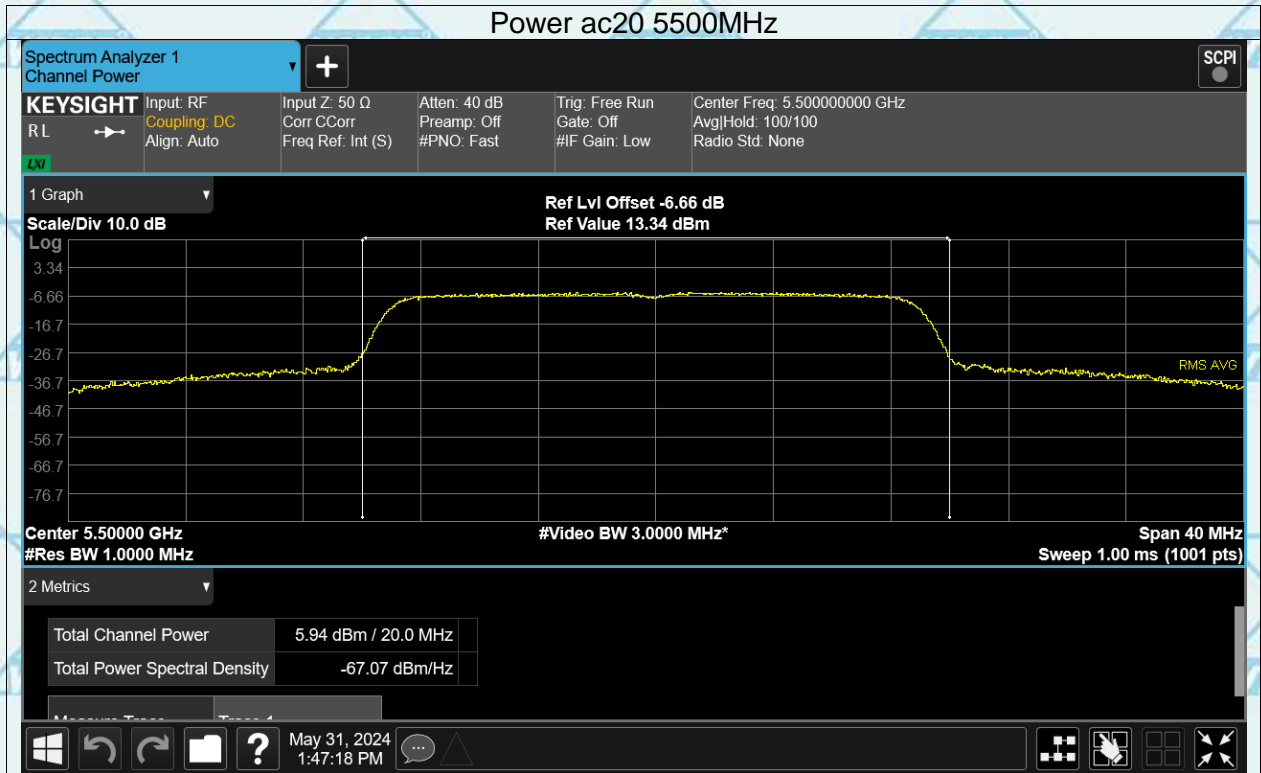 Power ac20 5500MHz
Spectrum Analyzer 1
Channel Power
SCPI
KEYSIGHT
R L
LXI
Input: RF
Coupling: DC
Align: Auto
Input Z: 50 Ω
Corr CCorr
Freq Ref: Int (S)
Atten: 40 dB
Preamp: Off
#PNO: Fast
Trig: Free Run
Gate: Off
#IF Gain: Low
Center Freq: 5.500000000 GHz
Avg|Hold: 100/100
Radio Std: None
1 Graph
Ref Lvl Offset -6.66 dB
Scale/Div 10.0 dB
Ref Value 13.34 dBm
Log
3.34
-6.66
-16.7
-26.7
RMS AVG
-36.7
-46.7
-56.7
-66.7
-76.7
Center 5.50000 GHz
#Video BW 3.0000 MHz*
Span 40 MHz
#Res BW 1.0000 MHz
Sweep 1.00 ms (1001 pts)
2 Metrics
Total Channel Power
5.94 dBm / 20.0 MHz
Total Power Spectral Density
-67.07 dBm/Hz
Measure Trace
Trace 1
?
May 31, 2024
1:47:18 PM